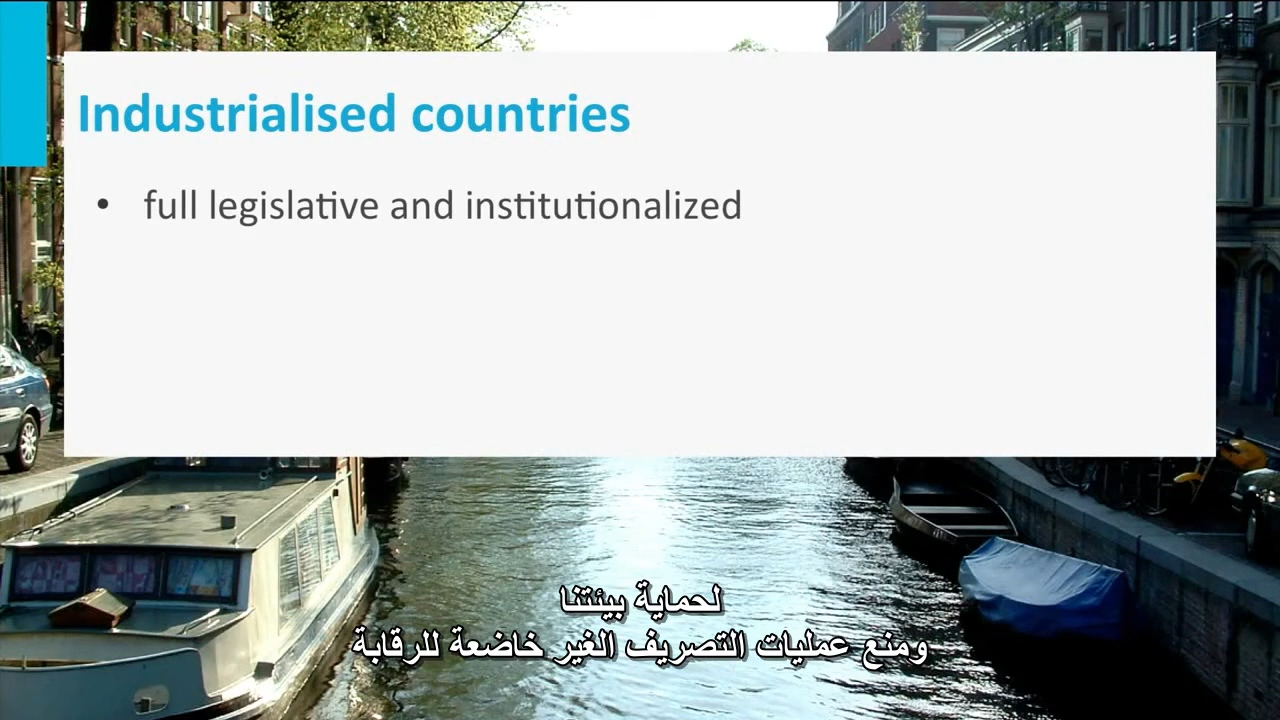 Industrialised countries
• full legislative and institutionalized
لحماية بيئتنا
ومنع عمليات التصريف الغير خاضعة للرقابة